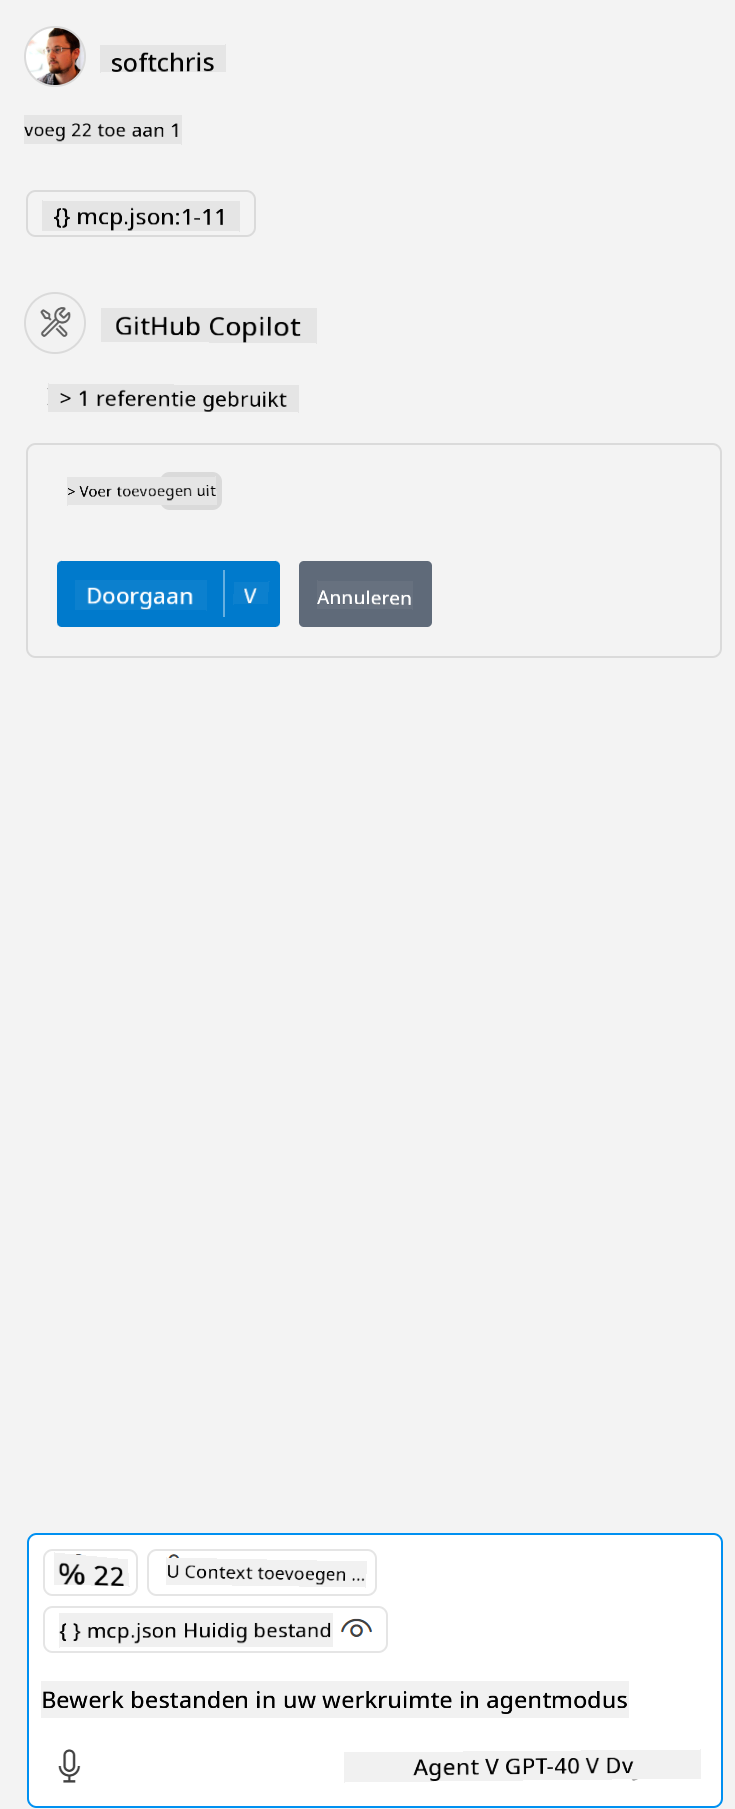 softchris
voeg 22 toe aan 1
{} mcp.json:1-11
GitHub Copilot
> 1 referentie gebruikt
> Voer toevoegen uit
Doorgaan V
Annuleren
% 22
U Context toevoegen ...
{ } mcp.json Huidig bestand
Bewerk bestanden in uw werkruimte in agentmodus
Agent V GPT-40 V Dv